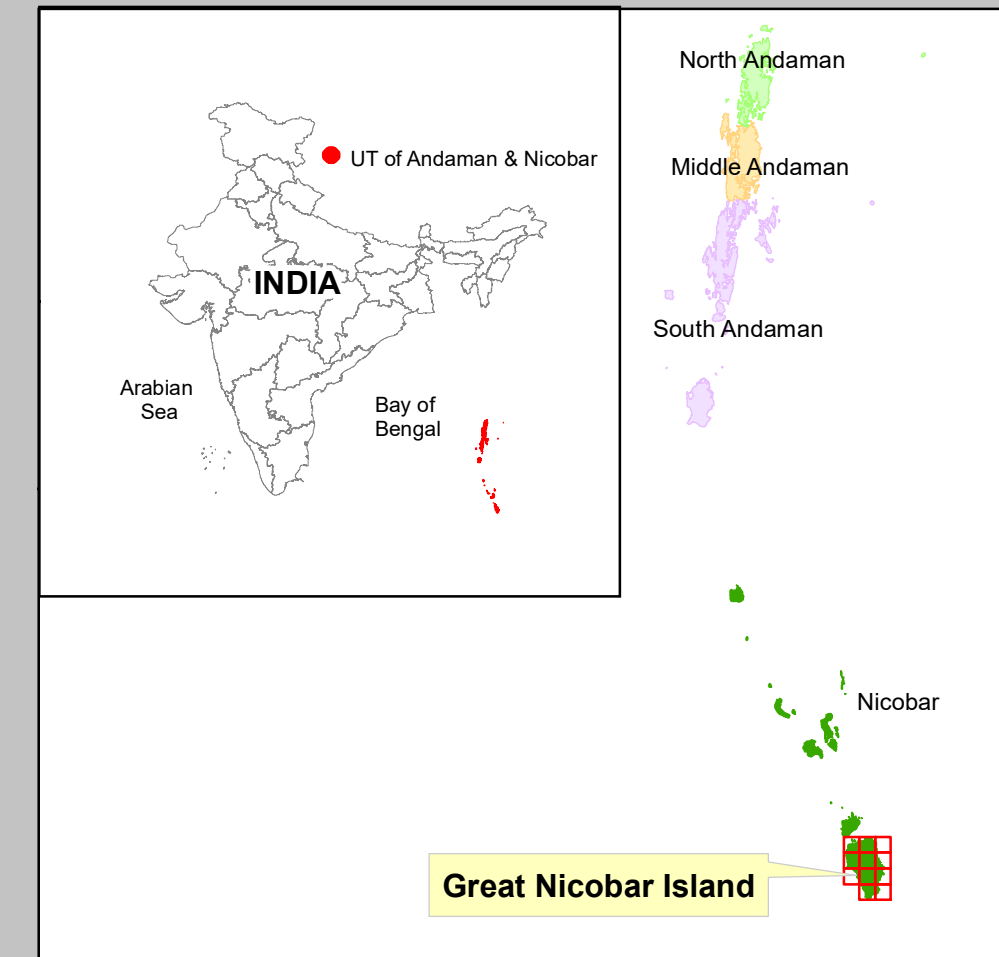 North Andaman
UT of Andaman & Nicobar
Middle Andaman
INDIA
South Andaman
Arabian
Sea
Bay of
Bengal
Nicobar
Great Nicobar Island